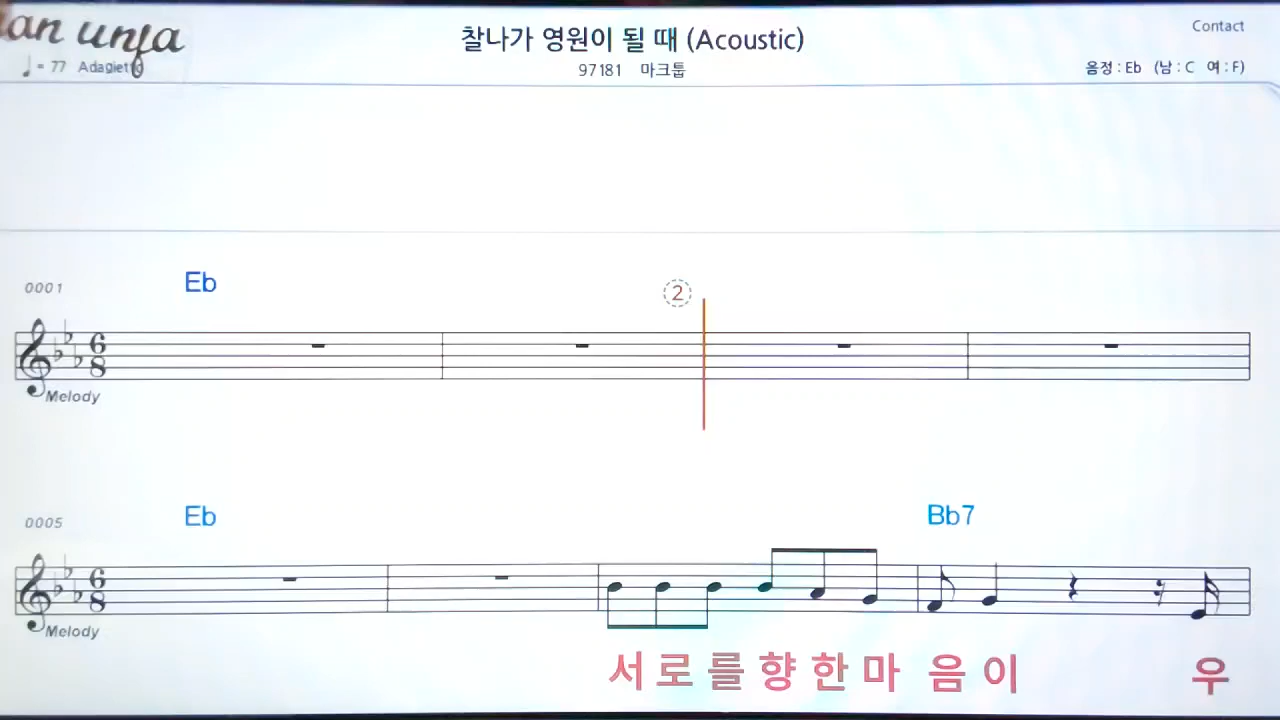 an unfa
♩ = 77 Adagietto
찰나가 영원이 될 때 (Acoustic)
97181 마크툽
Contact
음정 : Eb (남 : C 여 : F)
0001
Eb
2
6
8
Melody
0005
Eb
Bb7
6
8
Melody
서 로 를 향 한 마 음 이 우